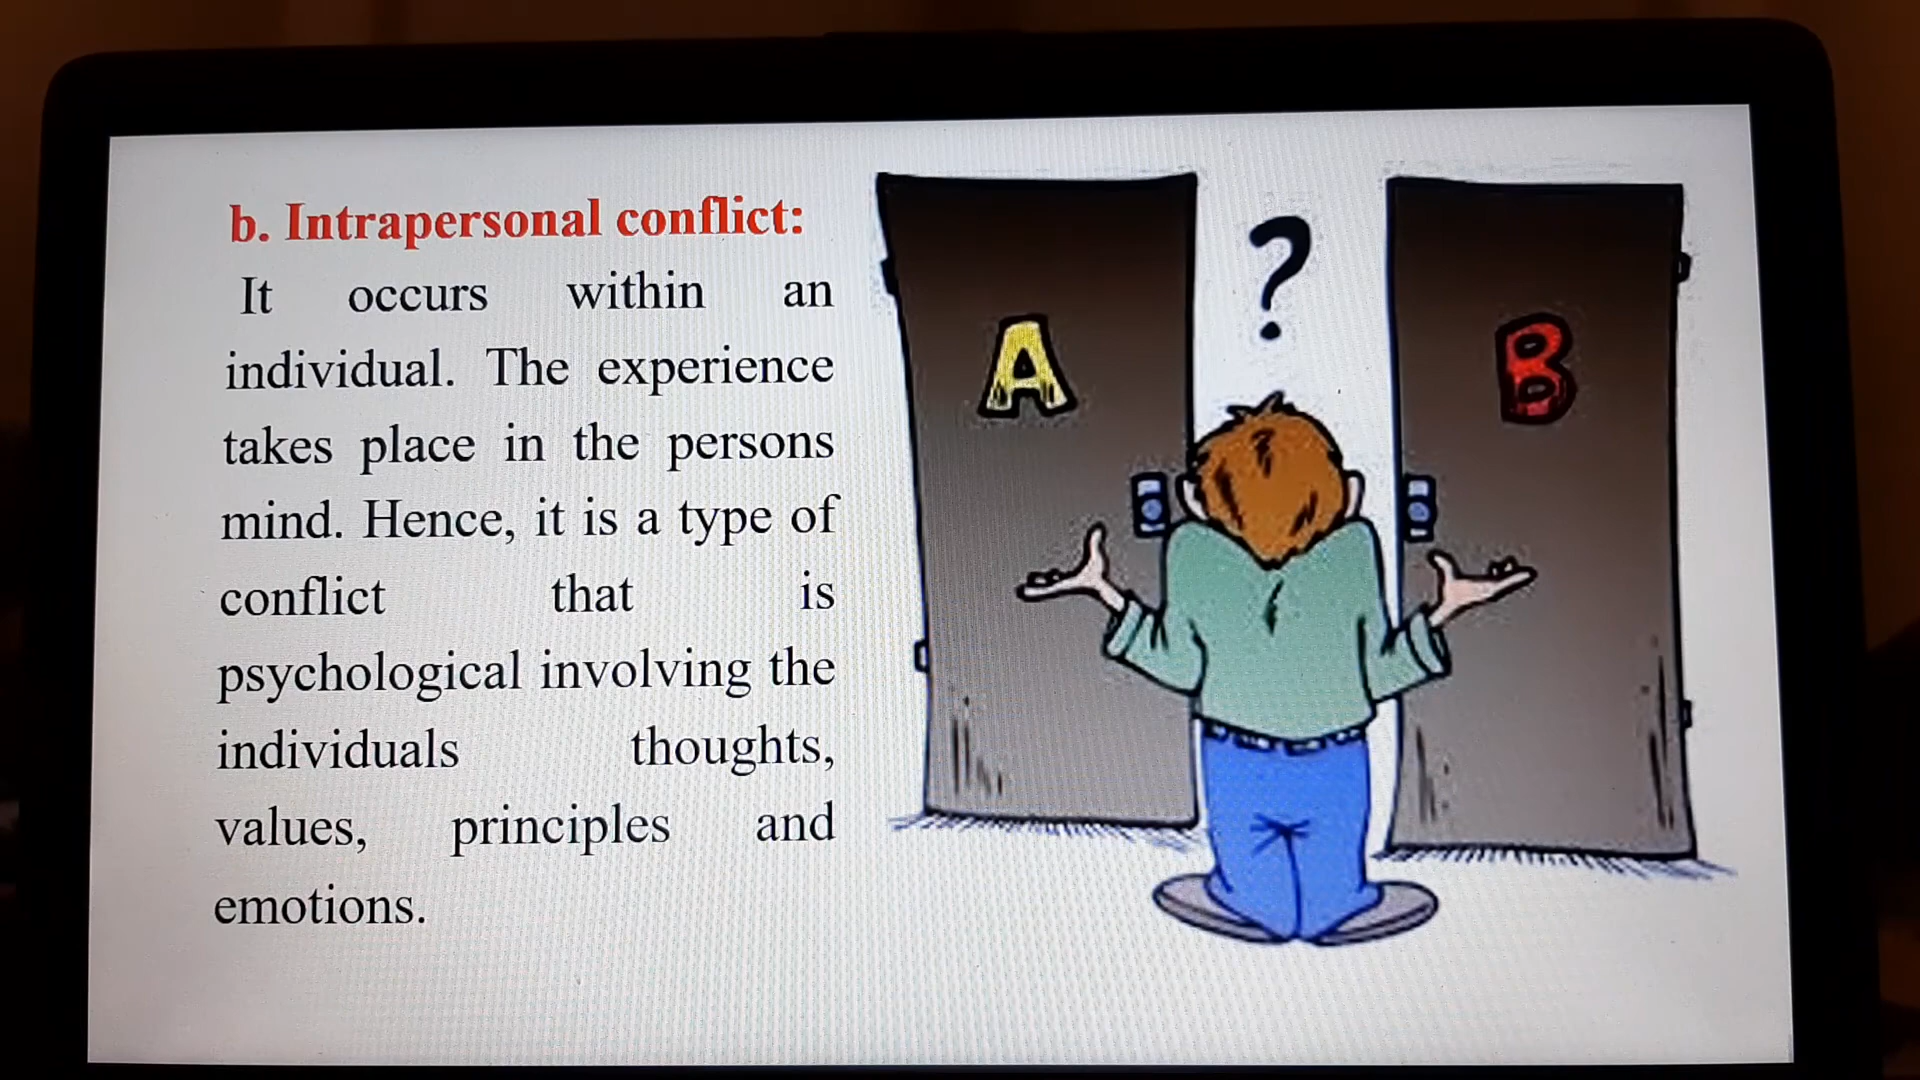 b. Intrapersonal conflict:
It occurs within an
individual. The experience
takes place in the persons
mind. Hence, it is a type of
conflict that is
psychological involving the
individuals thoughts,
values, principles and
emotions.
?
A
B